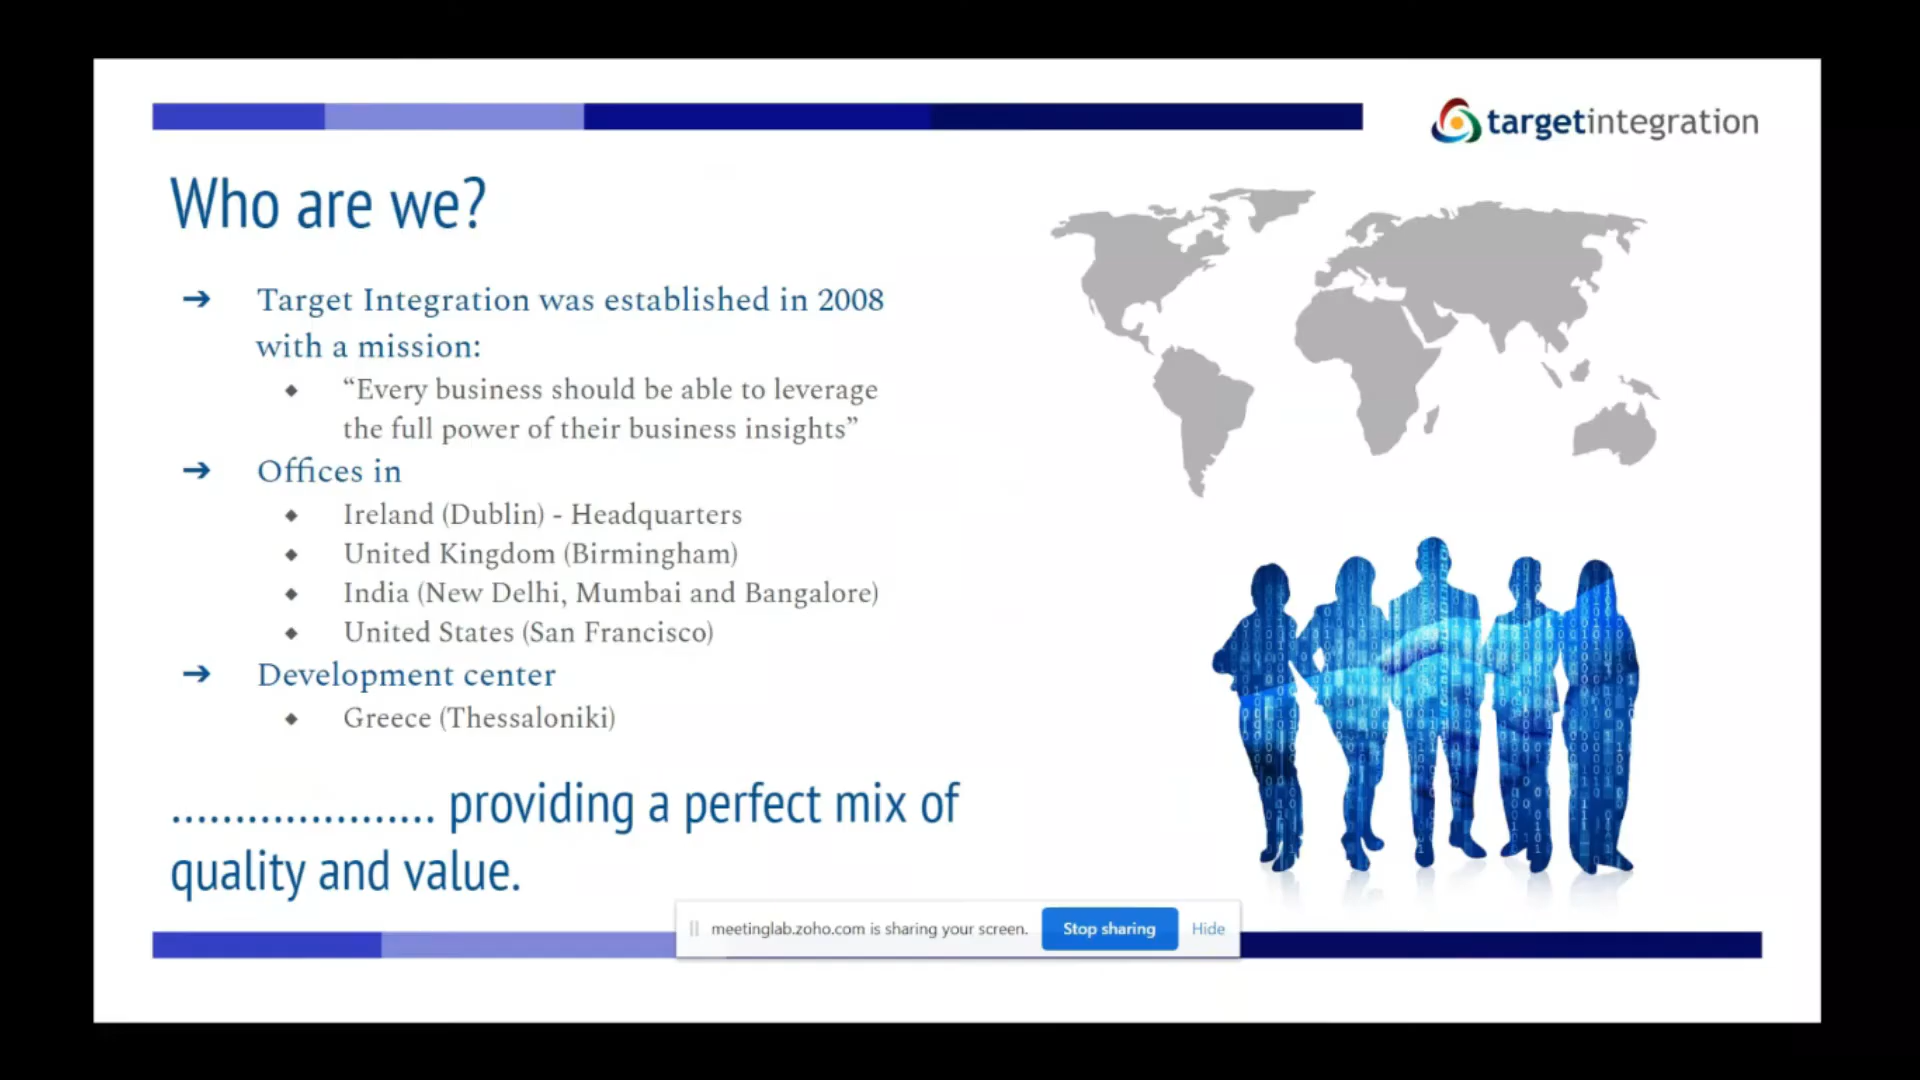 targetintegration
Who are we?
➔ Target Integration was established in 2008
with a mission:
◆ “Every business should be able to leverage
the full power of their business insights”
➔ Offices in
◆ Ireland (Dublin) - Headquarters
◆ United Kingdom (Birmingham)
◆ India (New Delhi, Mumbai and Bangalore)
◆ United States (San Francisco)
➔ Development center
◆ Greece (Thessaloniki)
..................... providing a perfect mix of
quality and value.
meetinglab.zoho.com is sharing your screen. Stop sharing Hide